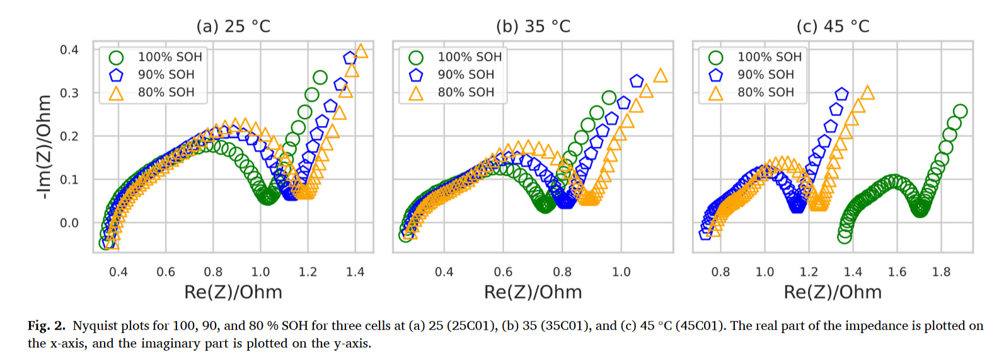 (a) 25 °C
(b) 35 °C
(c) 45 °C
-Im(Z)/Ohm
0.4
0.3
0.2
0.1
0.0
100% SOH
90% SOH
80% SOH
0.4 0.6 0.8 1.0 1.2 1.4
Re(Z)/Ohm
100% SOH
90% SOH
80% SOH
0.4 0.6 0.8 1.0
Re(Z)/Ohm
100% SOH
90% SOH
80% SOH
0.8 1.0 1.2 1.4 1.6 1.8
Re(Z)/Ohm
Fig. 2. Nyquist plots for 100, 90, and 80 % SOH for three cells at (a) 25 (25C01), (b) 35 (35C01), and (c) 45 °C (45C01). The real part of the impedance is plotted on
the x-axis, and the imaginary part is plotted on the y-axis.